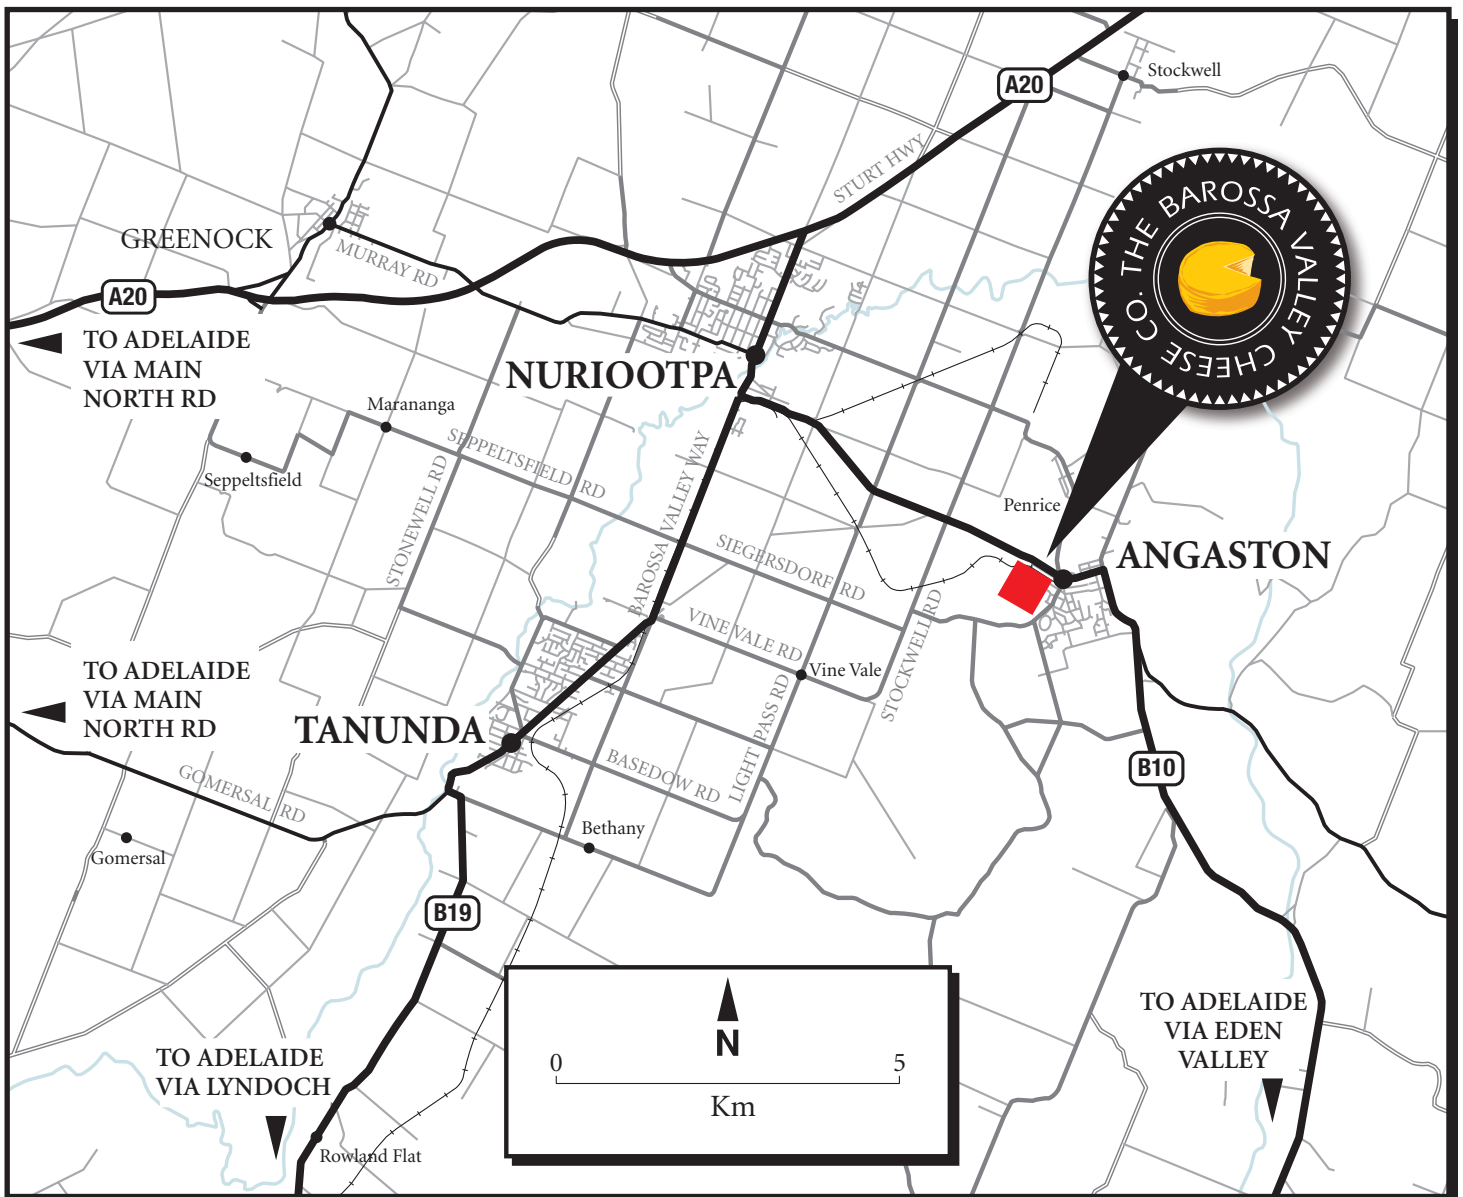 A20
Stockwell
STURT HWY
THE BAROSSA VALLEY CHEESE CO.
GREENOCK
MURRAY RD
A20
TO ADELAIDE
VIA MAIN
NORTH RD
NURIOOTPA
Marananga
SEPPELTSFIELD RD
Seppeltsfield
STONEWELL RD
BAROSSA VALLEY WAY
Penrice
SIEGERSDORF RD
ANGASTON
VINE VALE RD
STOCKWELL RD
Vine Vale
TO ADELAIDE
VIA MAIN
NORTH RD
TANUNDA
LIGHT PASS RD
BASEDOW RD
B10
GOMERSAL RD
Bethany
Gomersal
B19
TO ADELAIDE
VIA EDEN
VALLEY
N
0 5
Km
TO ADELAIDE
VIA LYNDOCH
Rowland Flat